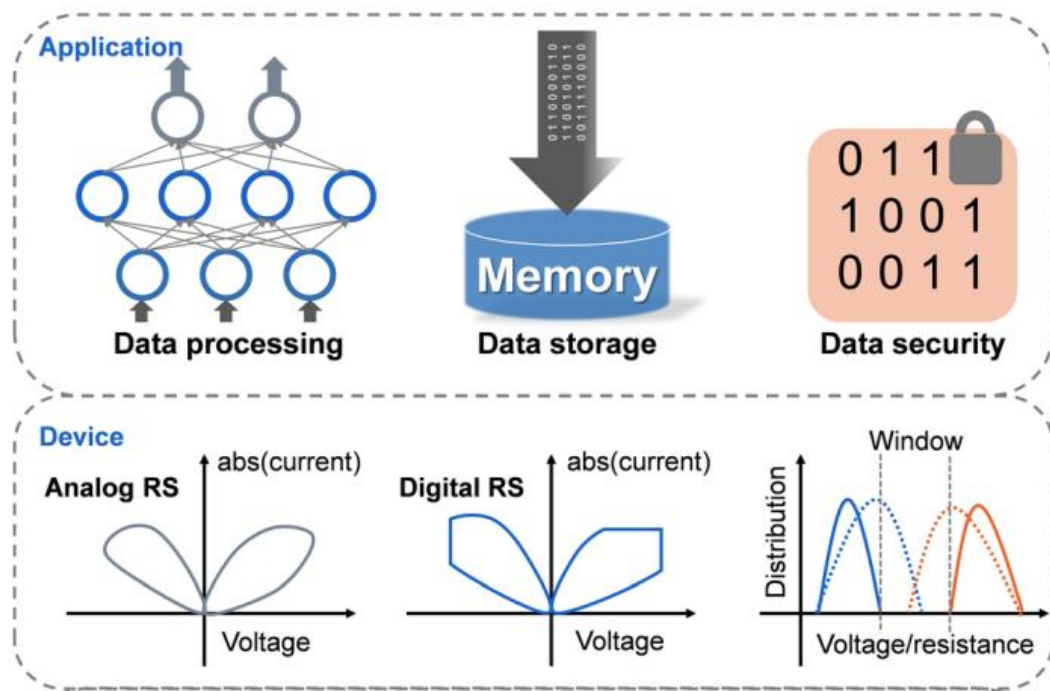 Application
0110000110
1100101011
0011110000
0 1 1
1 0 0 1
0 0 1 1
Memory
Data processing
Data storage
Data security
Device
Analog RS
abs(current)
Voltage
Digital RS
abs(current)
Voltage
Window
Distribution
Voltage/resistance